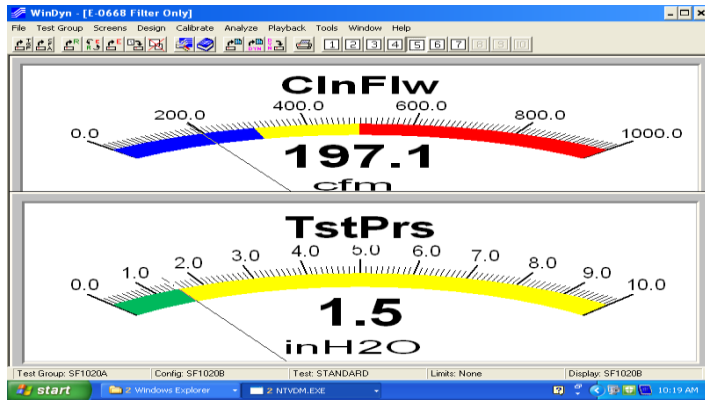 WinDyn - [E-0668 Filter Only]
File Test Group Screens Design Calibrate Analyze Playback Tools Window Help
1 2 3 4 5 6 7 8 9 10
ClnFlw
0.0 200.0 400.0 600.0 800.0 1000.0
197.1
cfm
TstPrs
0.0 1.0 2.0 3.0 4.0 5.0 6.0 7.0 8.0 9.0 10.0
1.5
inH2O
Test Group: SF1020A Config: SF1020B Test: STANDARD Limits: None Display: SF1020B
start 2 Windows Explorer 2 NTVDM.EXE 10:19 AM